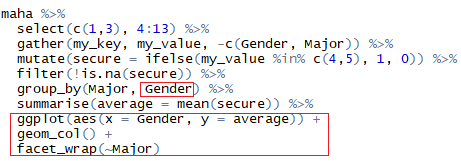 maha %>%
select(c(1,3), 4:13) %>%
gather(my_key, my_value, -c(Gender, Major)) %>%
mutate(secure = ifelse(my_value %in% c(4,5), 1, 0)) %>%
filter(!is.na(secure)) %>%
group_by(Major, Gender) %>%
summarise(average = mean(secure)) %>%
ggplot(aes(x = Gender, y = average)) +
geom_col() +
facet_wrap(~Major)